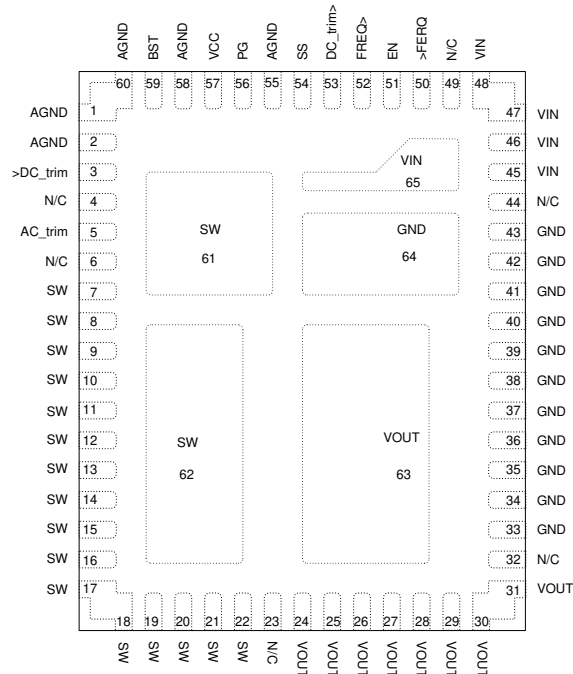 AGND BST AGND VCC PG AGND SS DC_trim> FREQ> EN >FERQ N/C VIN
60 59 58 57 56 55 54 53 52 51 50 49 48
AGND 1 47 VIN
AGND 2 46 VIN
>DC_trim 3 45 VIN
N/C 4 44 N/C
AC_trim 5 43 GND
N/C 6 42 GND
SW 7 41 GND
SW 8 40 GND
SW 9 39 GND
SW 10 38 GND
SW 11 37 GND
SW 12 36 GND
SW 13 35 GND
SW 14 34 GND
SW 15 33 GND
SW 16 32 N/C
SW 17 31 VOUT
VIN
65
SW
61
GND
64
SW
62
VOUT
63
18 19 20 21 22 23 24 25 26 27 28 29 30
SW SW SW SW SW N/C VOUT VOUT VOUT VOUT VOUT VOUT VOUT